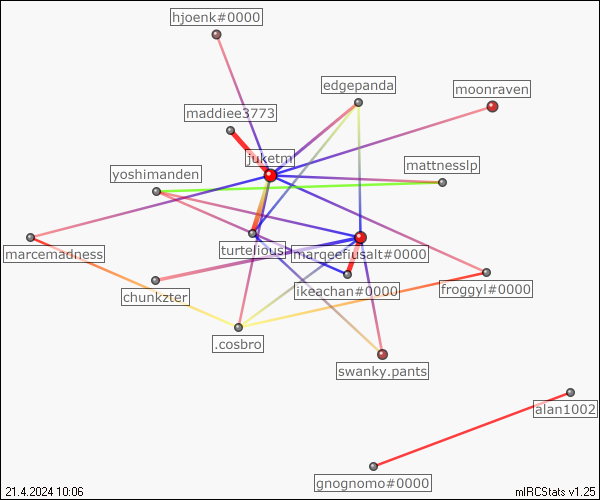 hjoenk#0000
edgepanda
moonraven
maddiee3773
juketm
mattnesslp
yoshimanden
turtelious
marqeefiusalt#0000
marcemadness
ikeachan#0000
froggyl#0000
chunkzter
.cosbro
swanky.pants
alan1002
gnognomo#0000
21.4.2024 10:06
mIRCStats v1.25